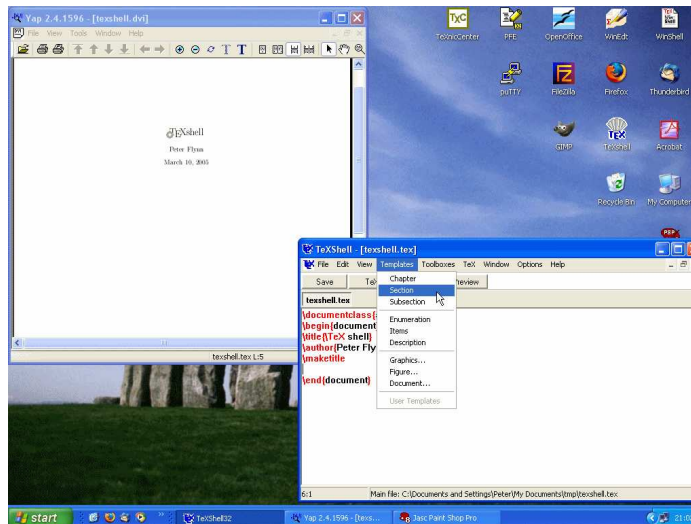 Yap 2.4.1596 - [texshell.dvi]
File View Tools Window Help
TEXshell
Peter Flynn
March 10, 2005
texshell.tex L:5
TeXnicCenter
PFE
OpenOffice
WinEdt
WinShell
puTTY
FileZilla
Firefox
Thunderbird
GIMP
TeXshell
Acrobat
Recycle Bin
My Computer
TeXShell - [texshell.tex]
File Edit View Templates Toolboxes TeX Window Options Help
Save
review
texshell.tex
Chapter
Section
Subsection
Enumeration
Items
Description
Graphics...
Figure...
Document...
User Templates
\documentclass{
\begin{document
\title{\TeX shell}
\author{Peter Fly
\maketitle
\end{document}
6:1 Main file: C:\Documents and Settings\Peter\My Documents\tmp\texshell.tex
start
TeXShell32
Yap 2.4.1596 - [texs...
Jasc Paint Shop Pro